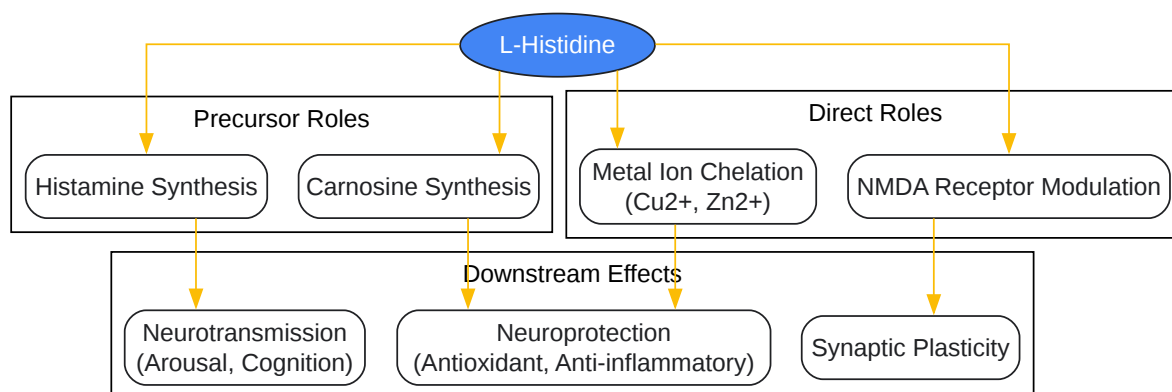 L-Histidine
Precursor Roles
Direct Roles
Histamine Synthesis
Carnosine Synthesis
Metal Ion Chelation
(Cu2+, Zn2+)
NMDA Receptor Modulation
Downstream Effects
Neurotransmission
(Arousal, Cognition)
Neuroprotection
(Antioxidant, Anti-inflammatory)
Synaptic Plasticity